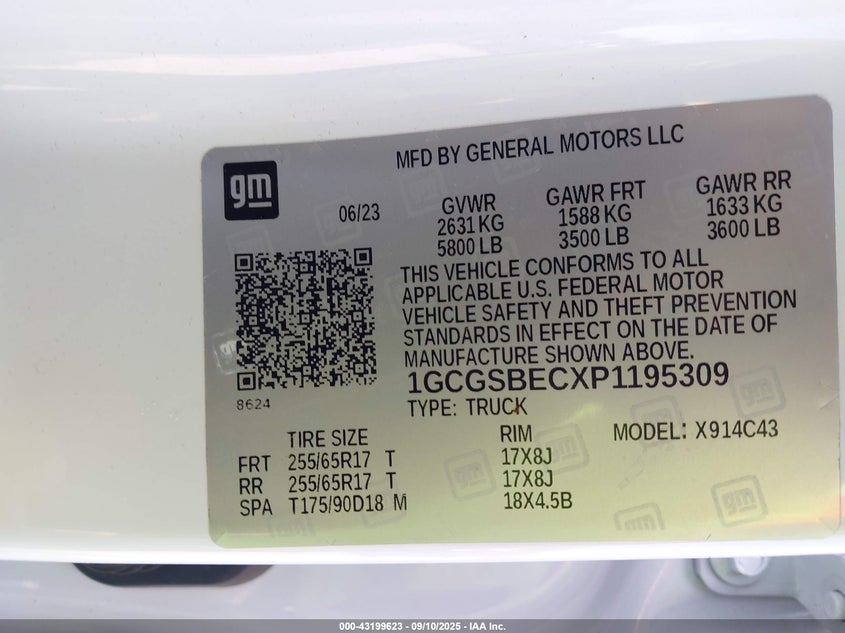 MFD BY GENERAL MOTORS LLC
gm
06/23
GVWR
2631 KG
5800 LB
GAWR FRT
1588 KG
3500 LB
GAWR RR
1633 KG
3600 LB
THIS VEHICLE CONFORMS TO ALL
APPLICABLE U.S. FEDERAL MOTOR
VEHICLE SAFETY AND THEFT PREVENTION
STANDARDS IN EFFECT ON THE DATE OF
MANUFACTURE SHOWN ABOVE.
1GCGSBECXP1195309
8624
TYPE: TRUCK
TIRE SIZE RIM MODEL: X914C43
FRT 255/65R17 T 17X8J
RR 255/65R17 T 17X8J
SPA T175/90D18 M 18X4.5B
000-43199623 - 09/10/2025 - IAA Inc.